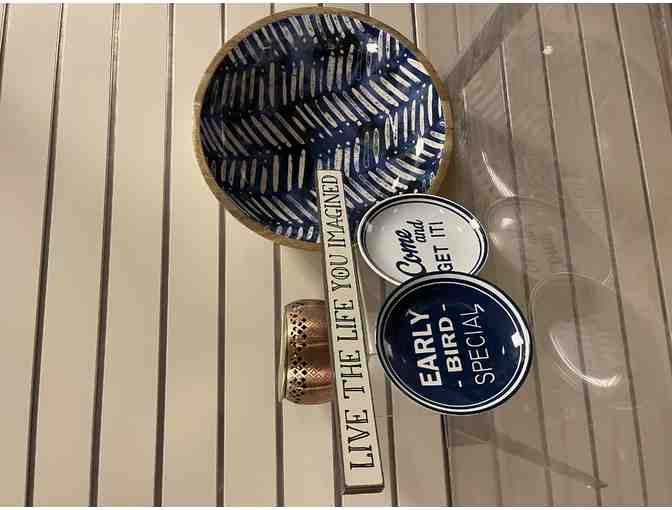 LIVE THE LIFE YOU IMAGINED
Come
and
GET IT!
EARLY
- BIRD -
SPECIAL